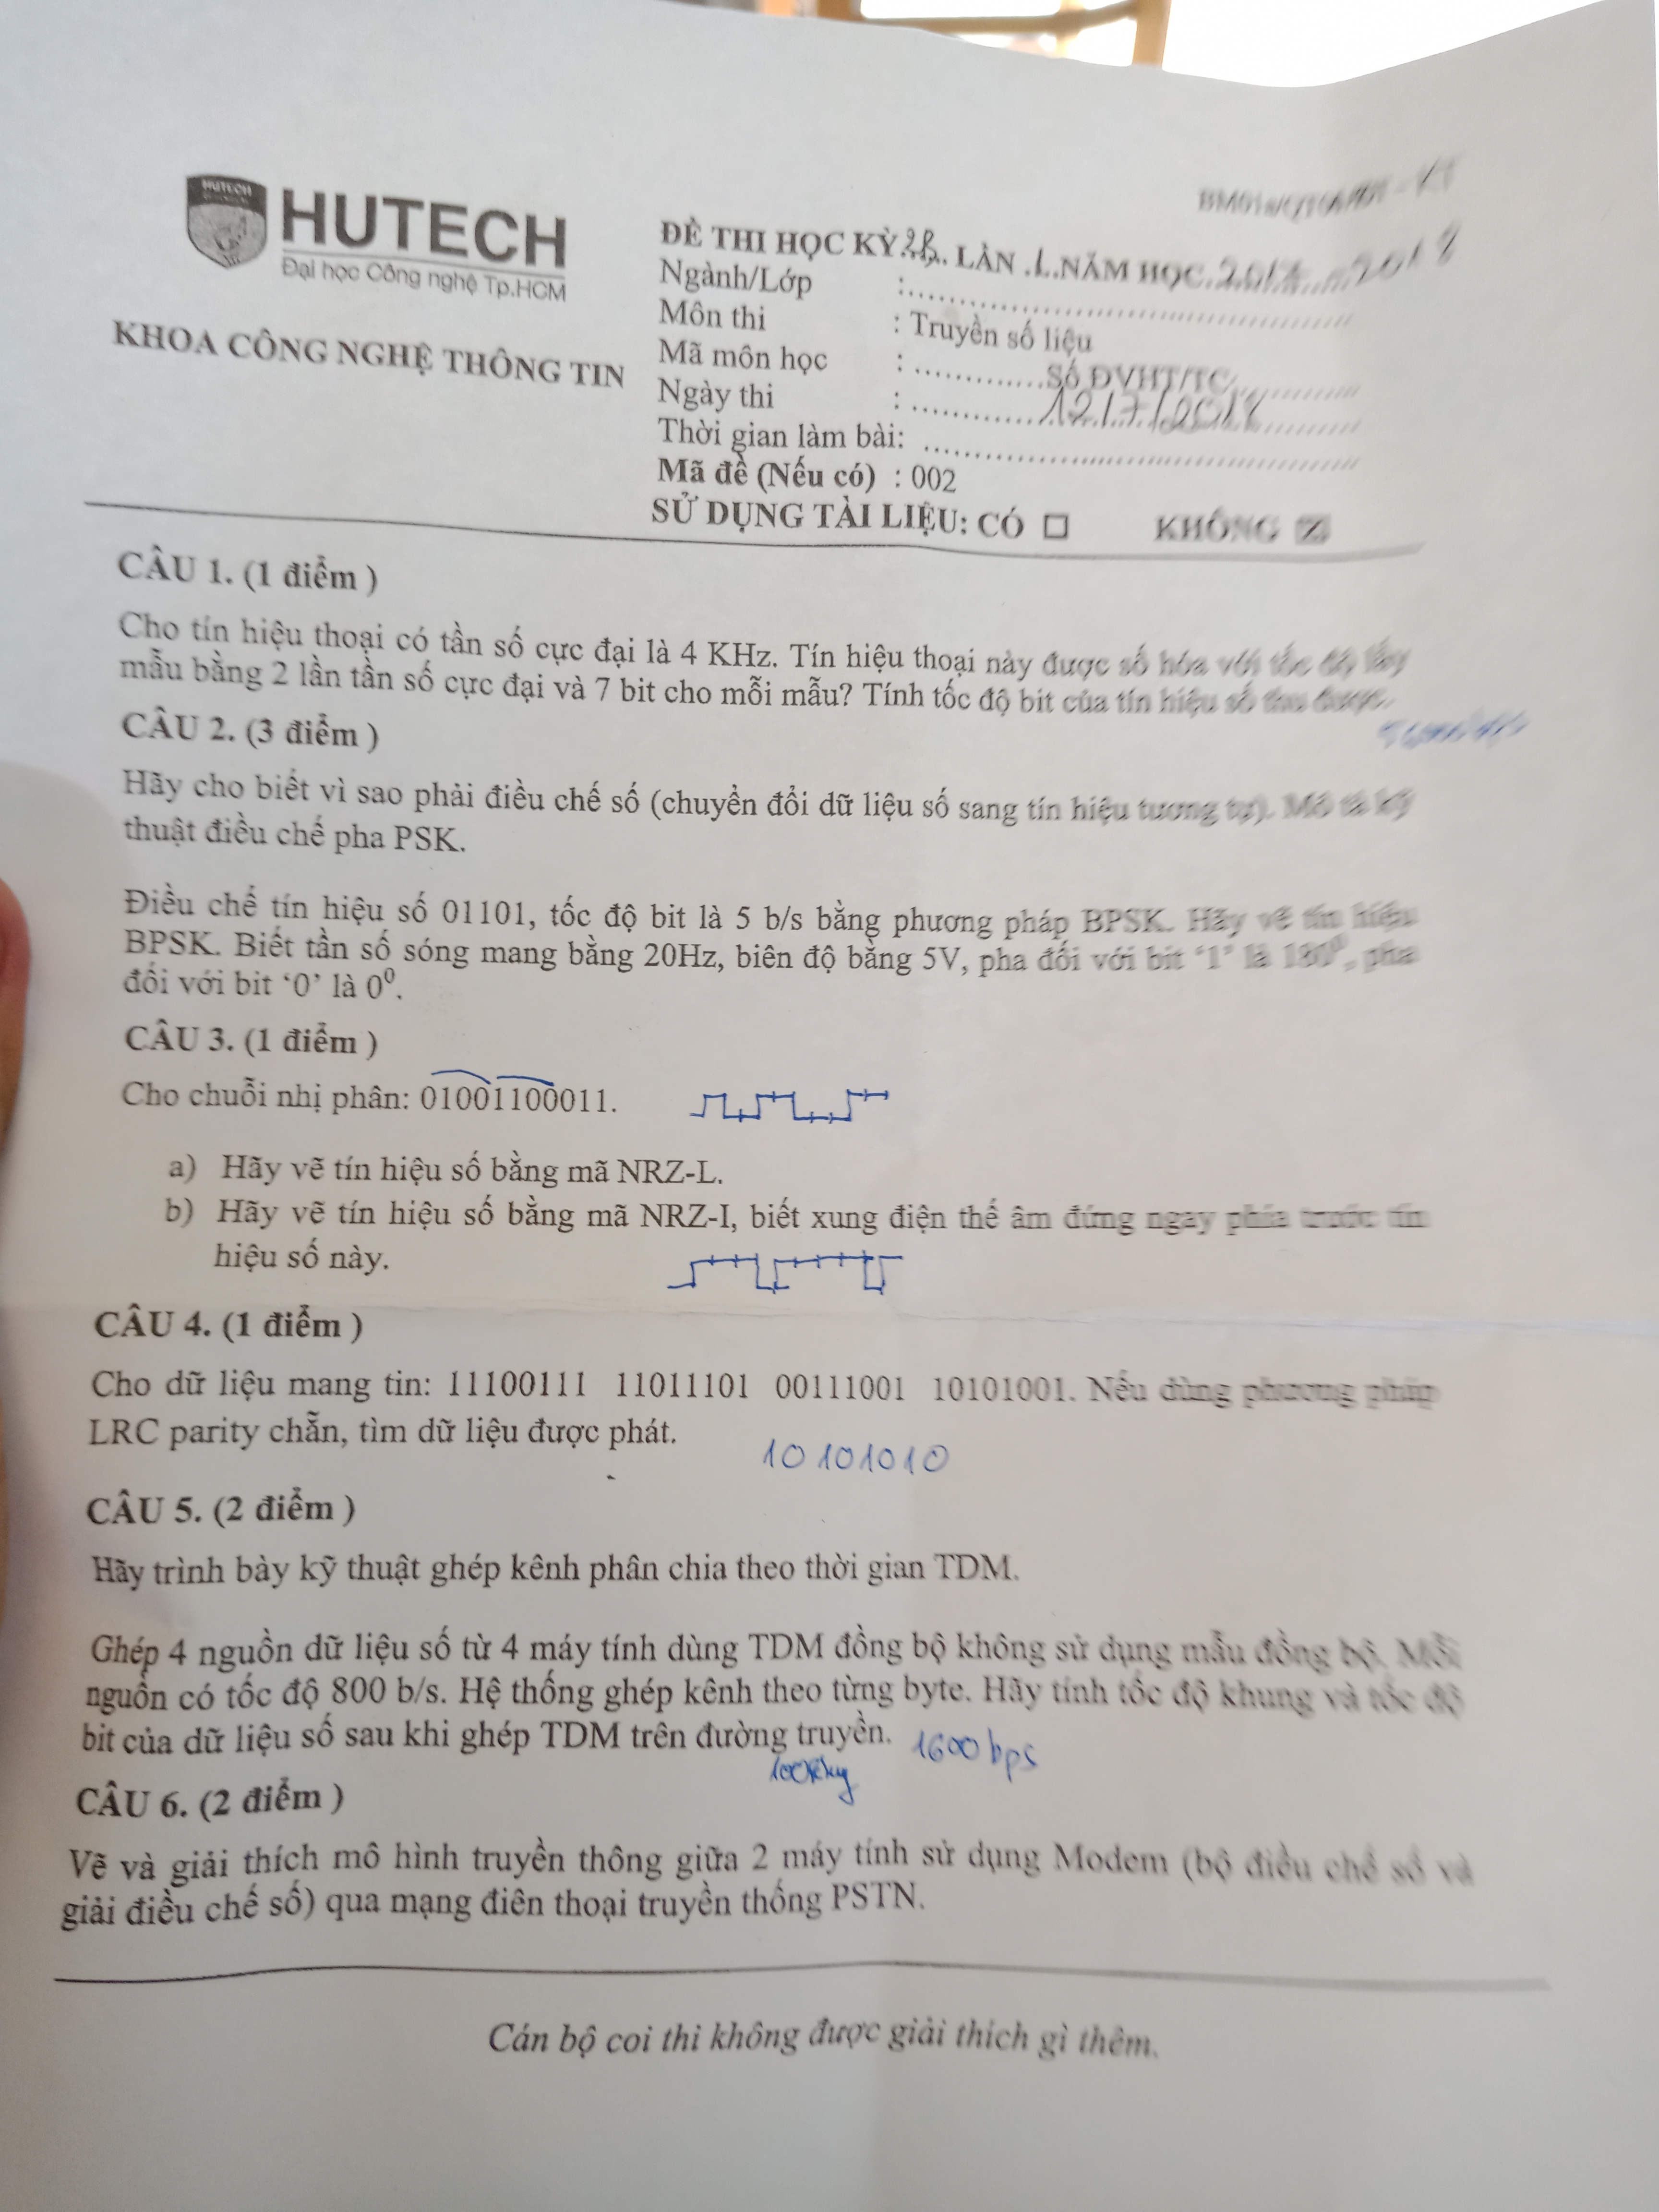 HUTECH
HUTECH
Đại học Công nghệ Tp.HCM
KHOA CÔNG NGHỆ THÔNG TIN
ĐỀ THI HỌC KỲ 2B LẦN 1 NĂM HỌC
Ngành/Lớp :
Môn thi : Truyền số liệu
Mã môn học : Số ĐVHT/TC
Ngày thi : 12/7/2018
Thời gian làm bài:
Mã đề (Nếu có) : 002
SỬ DỤNG TÀI LIỆU: CÓ ☐ KHÔNG ☑
CÂU 1. (1 điểm )
Cho tín hiệu thoại có tần số cực đại là 4 KHz. Tín hiệu thoại này được số hóa với tốc độ lấy
mẫu bằng 2 lần tần số cực đại và 7 bit cho mỗi mẫu? Tính tốc độ bit của tín hiệu số thu được.
CÂU 2. (3 điểm )
Hãy cho biết vì sao phải điều chế số (chuyển đổi dữ liệu số sang tín hiệu tương tự). Mô tả kỹ
thuật điều chế pha PSK.
Điều chế tín hiệu số 01101, tốc độ bit là 5 b/s bằng phương pháp BPSK. Hãy vẽ tín hiệu
BPSK. Biết tần số sóng mang bằng 20Hz, biên độ bằng 5V, pha đối với bit ‘1’ là 180⁰, pha
đối với bit ‘0’ là 0⁰.
CÂU 3. (1 điểm )
Cho chuỗi nhị phân: 01001100011.
a) Hãy vẽ tín hiệu số bằng mã NRZ-L.
b) Hãy vẽ tín hiệu số bằng mã NRZ-I, biết xung điện thế âm đứng ngay phía trước tín
hiệu số này.
CÂU 4. (1 điểm )
Cho dữ liệu mang tin: 11100111 11011101 00111001 10101001. Nếu dùng phương pháp
LRC parity chẵn, tìm dữ liệu được phát.
10101010
CÂU 5. (2 điểm )
Hãy trình bày kỹ thuật ghép kênh phân chia theo thời gian TDM.
Ghép 4 nguồn dữ liệu số từ 4 máy tính dùng TDM đồng bộ không sử dụng mẫu đồng bộ. Mỗi
nguồn có tốc độ 800 b/s. Hệ thống ghép kênh theo từng byte. Hãy tính tốc độ khung và tốc độ
bit của dữ liệu số sau khi ghép TDM trên đường truyền. 1600 bps
CÂU 6. (2 điểm )
Vẽ và giải thích mô hình truyền thông giữa 2 máy tính sử dụng Modem (bộ điều chế số và
giải điều chế số) qua mạng điên thoại truyền thống PSTN.
Cán bộ coi thi không được giải thích gì thêm.